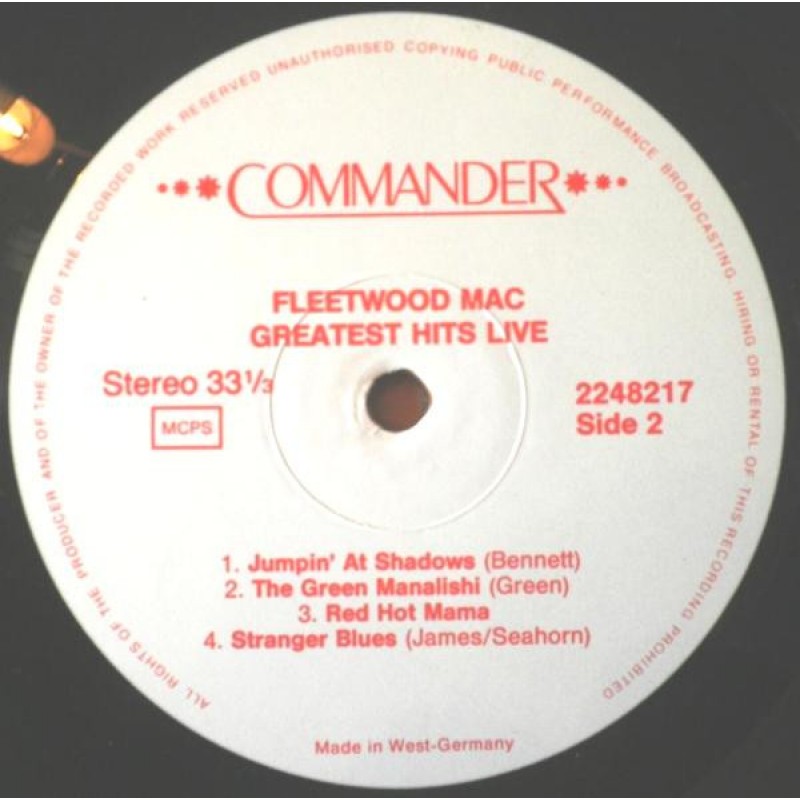 ALL RIGHTS OF THE PRODUCER AND OF THE OWNER OF THE RECORDED WORK RESERVED UNAUTHORISED COPYING PUBLIC PERFORMANCE BROADCASTING, HIRING OR RENTAL OF THIS RECORDING PROHIBITED
COMMANDER
FLEETWOOD MAC
GREATEST HITS LIVE
Stereo 33⅓
MCPS
2248217
Side 2
1. Jumpin' At Shadows (Bennett)
2. The Green Manalishi (Green)
3. Red Hot Mama
4. Stranger Blues (James/Seahorn)
Made in West-Germany